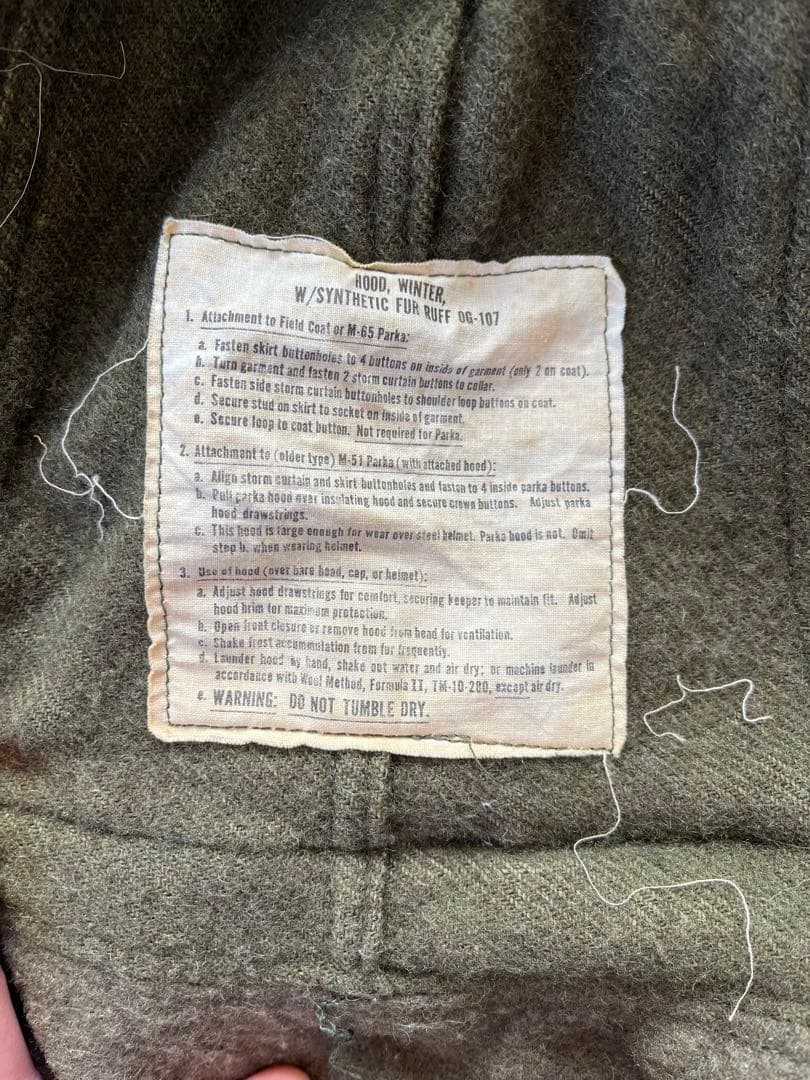 HOOD, WINTER,
W/SYNTHETIC FUR RUFF OG-107
1. Attachment to Field Coat or M-65 Parka:
a. Fasten skirt buttonholes to 4 buttons on inside of garment (only 2 on coat).
b. Turn garment and fasten 2 storm curtain buttons to collar.
c. Fasten side storm curtain buttonholes to shoulder loop buttons on coat.
d. Secure stud on skirt to socket on inside of garment.
e. Secure loop to coat button. Not required for Parka.
2. Attachment to (older type) M-51 Parka (with attached hood):
a. Align storm curtain and skirt buttonholes and fasten to 4 inside parka buttons.
b. Pull parka hood over insulating hood and secure crown buttons. Adjust parka
hood drawstrings.
c. This hood is large enough for wear over steel helmet. Parka hood is not. Omit
step b. when wearing helmet.
3. Use of hood (over bare head, cap, or helmet):
a. Adjust hood drawstrings for comfort, securing keeper to maintain fit. Adjust
hood brim for maximum protection.
b. Open front closure or remove hood from head for ventilation.
c. Shake frost accummulation from fur frequently.
d. Launder hood by hand, shake out water and air dry; or machine launder in
accordance with Wool Method, Formula II, TM-10-280, except air dry.
e. WARNING: DO NOT TUMBLE DRY.